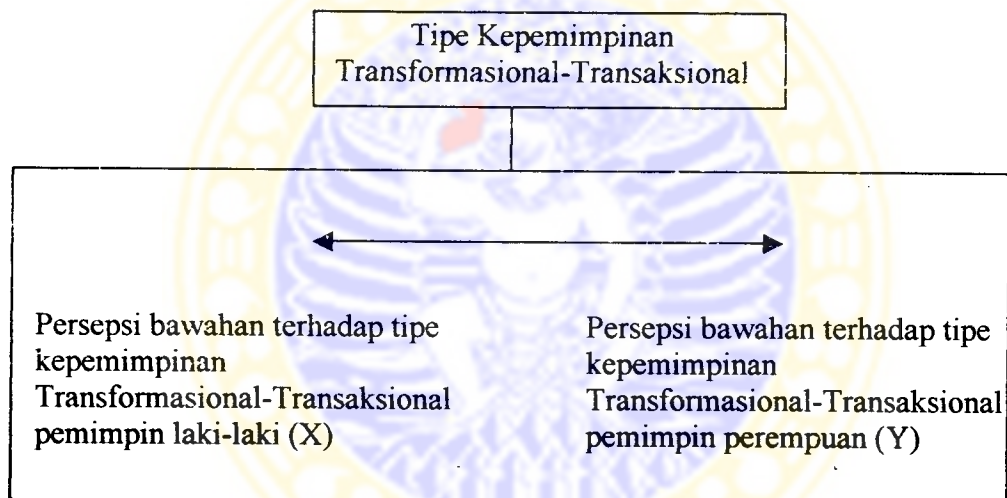 Tipe Kepemimpinan
Transformasional-Transaksional
Persepsi bawahan terhadap tipe
kepemimpinan
Transformasional-Transaksional
pemimpin laki-laki (X)
Persepsi bawahan terhadap tipe
kepemimpinan
Transformasional-Transaksional
pemimpin perempuan (Y)